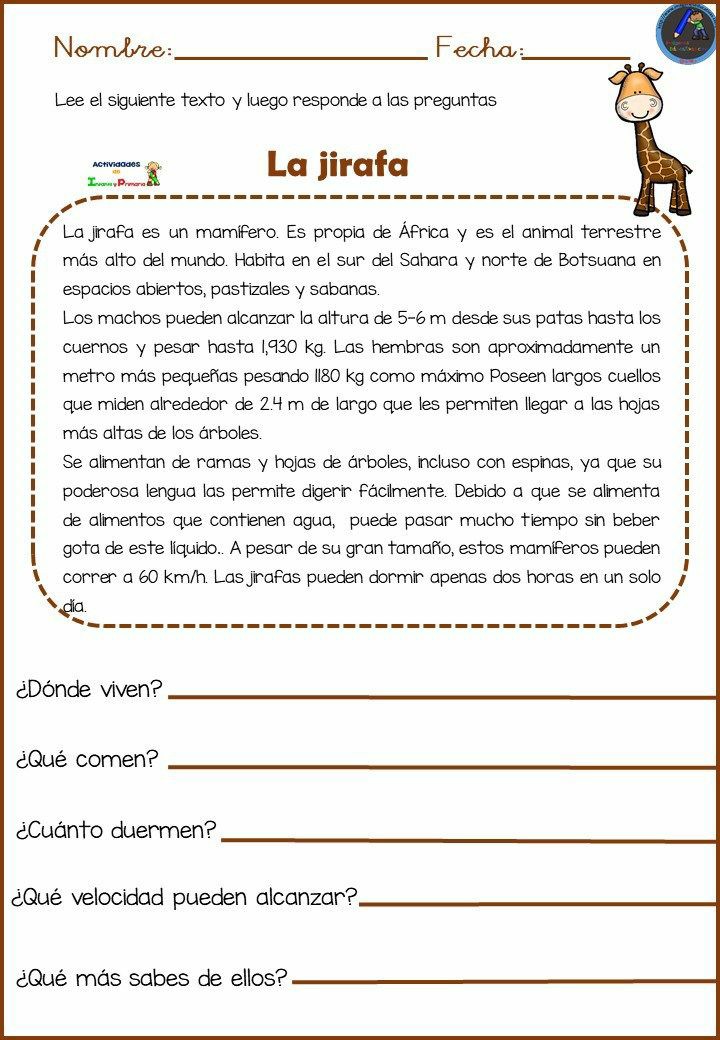 Nombre: Fecha:
Lee el siguiente texto y luego responde a las preguntas
Actividades
de
Infantil y Primaria
La jirafa
La jirafa es un mamífero. Es propia de África y es el animal terrestre
más alto del mundo. Habita en el sur del Sahara y norte de Botsuana en
espacios abiertos, pastizales y sabanas.
Los machos pueden alcanzar la altura de 5-6 m desde sus patas hasta los
cuernos y pesar hasta 1,930 kg. Las hembras son aproximadamente un
metro más pequeñas pesando 1180 kg como máximo Poseen largos cuellos
que miden alrededor de 2.4 m de largo que les permiten llegar a las hojas
más altas de los árboles.
Se alimentan de ramas y hojas de árboles, incluso con espinas, ya que su
poderosa lengua las permite digerir fácilmente. Debido a que se alimenta
de alimentos que contienen agua, puede pasar mucho tiempo sin beber
gota de este líquido.. A pesar de su gran tamaño, estos mamíferos pueden
correr a 60 km/h. Las jirafas pueden dormir apenas dos horas en un solo
día.
¿Dónde viven?
¿Qué comen?
¿Cuánto duermen?
¿Qué velocidad pueden alcanzar?
¿Qué más sabes de ellos?